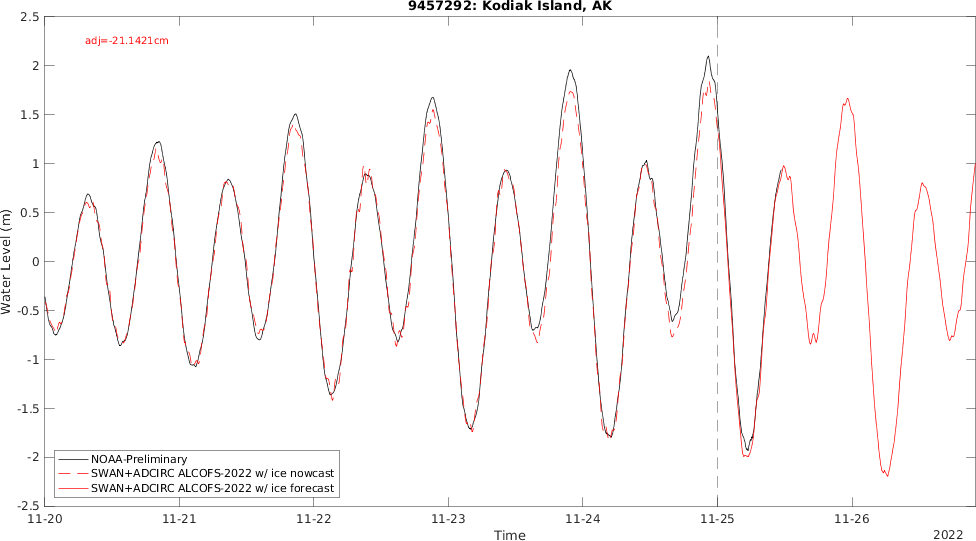 9457292: Kodiak Island, AK
adj=-21.1421cm
Water Level (m)
2.5
2
1.5
1
0.5
0
-0.5
-1
-1.5
-2
-2.5
NOAA-Preliminary
SWAN+ADCIRC ALCOFS-2022 w/ ice nowcast
SWAN+ADCIRC ALCOFS-2022 w/ ice forecast
11-20 11-21 11-22 11-23 11-24 11-25 11-26
Time
2022